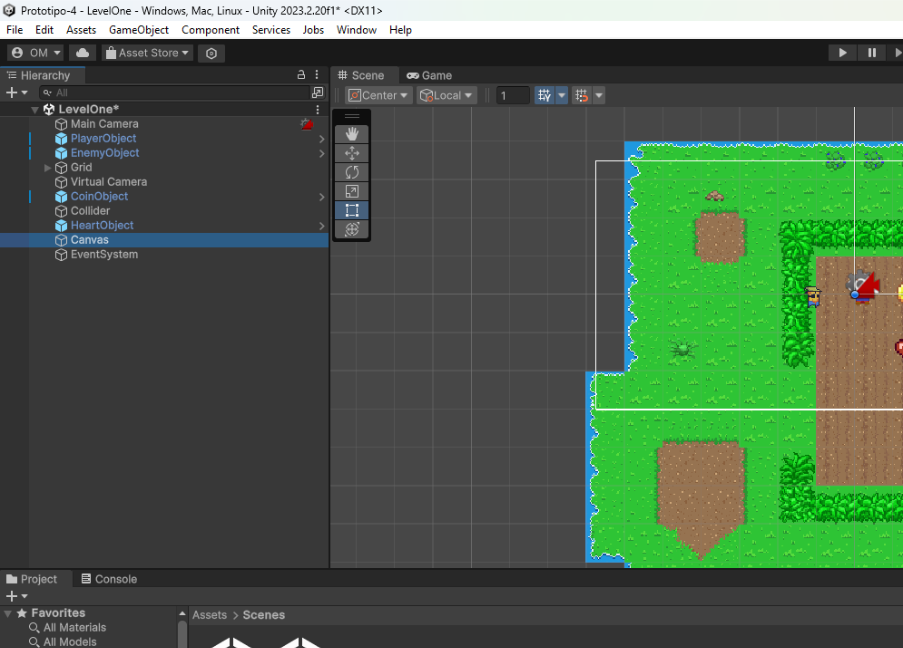 Prototipo-4 - LevelOne - Windows, Mac, Linux - Unity 2023.2.20f1* <DX11>
File Edit Assets GameObject Component Services Jobs Window Help
OM Asset Store
Hierarchy
All
LevelOne*
Main Camera
PlayerObject
EnemyObject
Grid
Virtual Camera
CoinObject
Collider
HeartObject
Canvas
EventSystem
Scene Game
Center Local 1
Project Console
Favorites
All Materials
All Models
Assets > Scenes